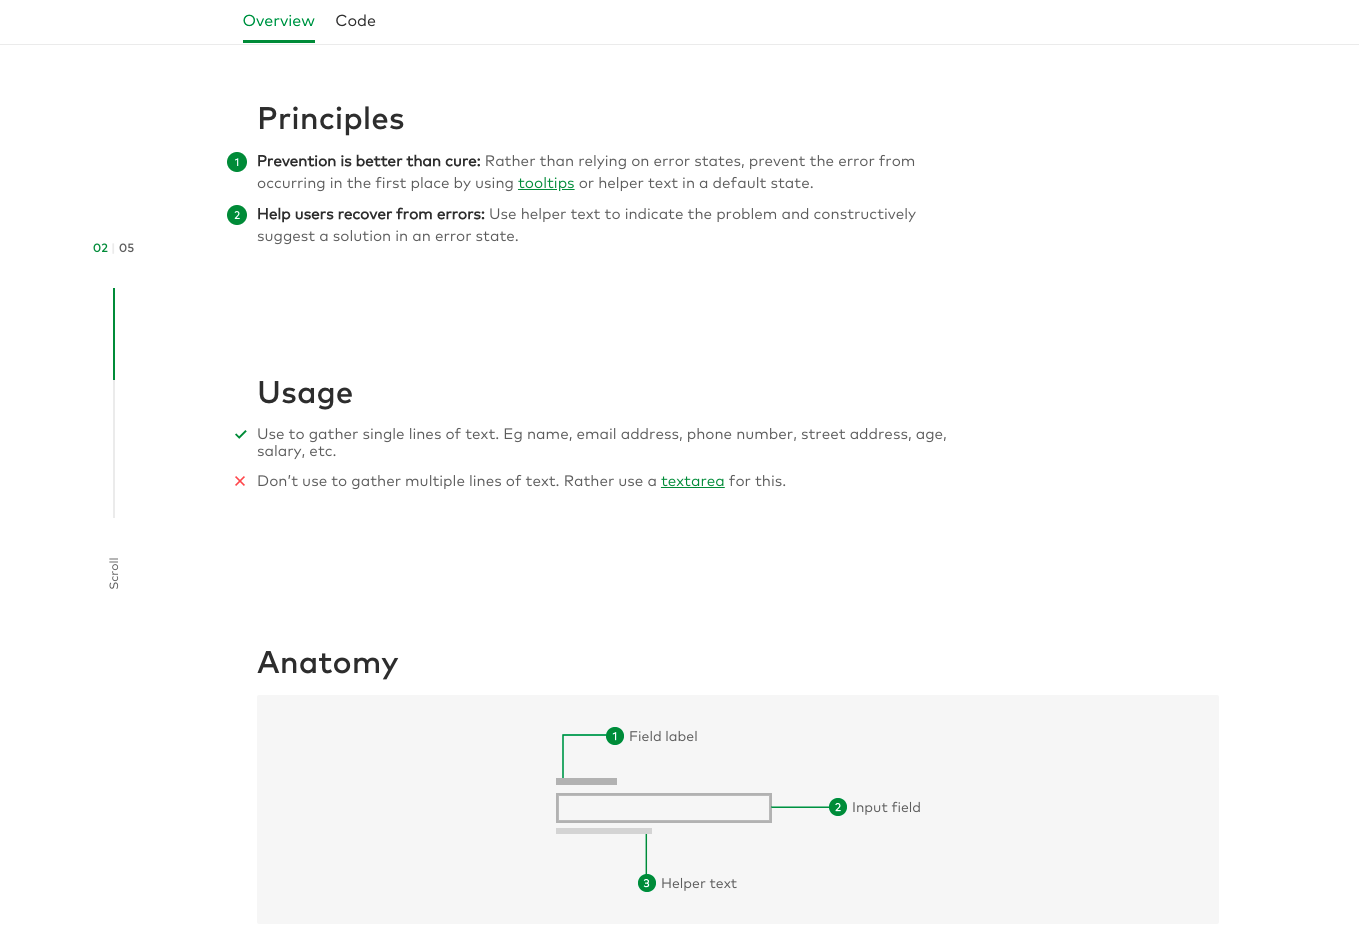 Overview Code
Principles
1 Prevention is better than cure: Rather than relying on error states, prevent the error from
occurring in the first place by using tooltips or helper text in a default state.
2 Help users recover from errors: Use helper text to indicate the problem and constructively
suggest a solution in an error state.
02 | 05
Usage
Use to gather single lines of text. Eg name, email address, phone number, street address, age,
salary, etc.
Don’t use to gather multiple lines of text. Rather use a textarea for this.
Scroll
Anatomy
1 Field label
2 Input field
3 Helper text